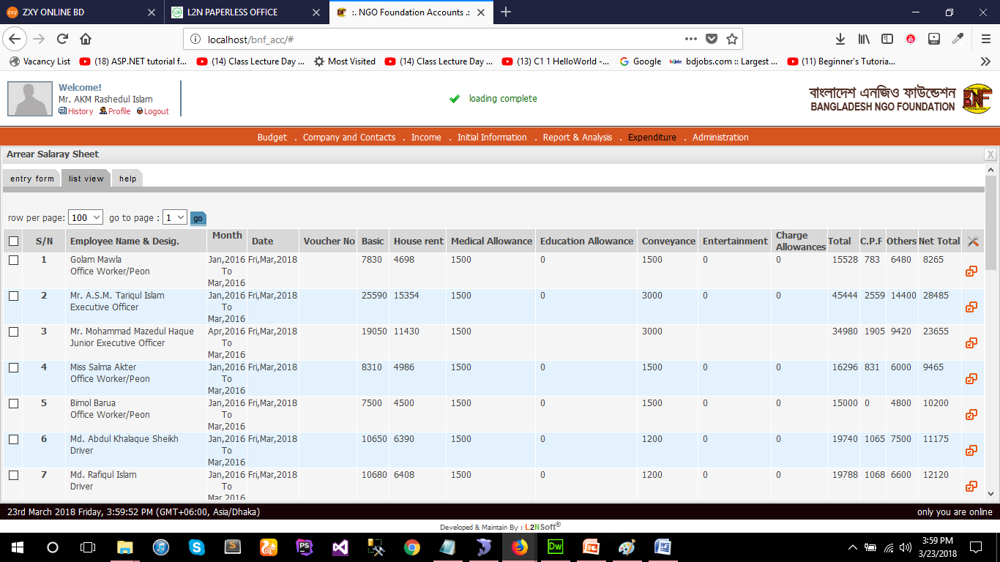 ZXY ONLINE BD
L2N PAPERLESS OFFICE
:. NGO Foundation Accounts .:
localhost/bnf_acc/#
Vacancy List
(18) ASP.NET tutorial f...
(14) Class Lecture Day ...
Most Visited
(14) Class Lecture Day ...
(13) C1 1 HelloWorld -...
Google
bdjobs.com :: Largest ...
(11) Beginner's Tutoria...
Welcome!
Mr. AKM Rashedul Islam
History Profile Logout
loading complete
বাংলাদেশ এনজিও ফাউন্ডেশন
BANGLADESH NGO FOUNDATION
BNF
Budget . Company and Contacts . Income . Initial Information . Report & Analysis . Expenditure . Administration
Arrear Salaray Sheet
X
entry form list view help
row per page: 100 go to page : 1 go
S/N Employee Name & Desig. Month Date Voucher No Basic House rent Medical Allowance Education Allowance Conveyance Entertainment Charge Allowances Total C.P.F Others Net Total
1 Golam Mawla Jan,2016 Fri,Mar,2018 7830 4698 1500 0 1500 0 0 15528 783 6480 8265
Office Worker/Peon To
Mar,2016
2 Mr. A.S.M. Tariqul Islam Jan,2016 Fri,Mar,2018 25590 15354 1500 0 3000 0 0 45444 2559 14400 28485
Executive Officer To
Mar,2016
3 Mr. Mohammad Mazedul Haque Apr,2016 Fri,Mar,2018 19050 11430 1500 3000 34980 1905 9420 23655
Junior Executive Officer To
Mar,2016
4 Miss Salma Akter Jan,2016 Fri,Mar,2018 8310 4986 1500 0 1500 0 0 16296 831 6000 9465
Office Worker/Peon To
Mar,2016
5 Bimol Barua Jan,2016 Fri,Mar,2018 7500 4500 1500 0 1500 0 0 15000 0 4800 10200
Office Worker/Peon To
Mar,2016
6 Md. Abdul Khalaque Sheikh Jan,2016 Fri,Mar,2018 10650 6390 1500 0 1200 0 0 19740 1065 7500 11175
Driver To
Mar,2016
7 Md. Rafiqul Islam Jan,2016 Fri,Mar,2018 10680 6408 1500 0 1200 0 0 19788 1068 6600 12120
Driver To
Mar,2016
23rd March 2018 Friday, 3:59:52 PM (GMT+06:00, Asia/Dhaka)
only you are online
Developed & Maintain By : L2NSoft®
3:59 PM
3/23/2018